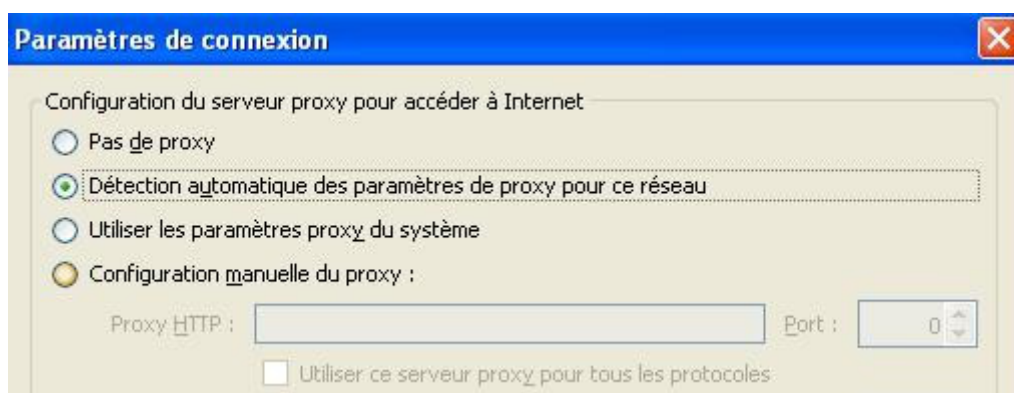 Paramètres de connexion
Configuration du serveur proxy pour accéder à Internet
Pas de proxy
Détection automatique des paramètres de proxy pour ce réseau
Utiliser les paramètres proxy du système
Configuration manuelle du proxy :
Proxy HTTP : Port : 0
Utiliser ce serveur proxy pour tous les protocoles